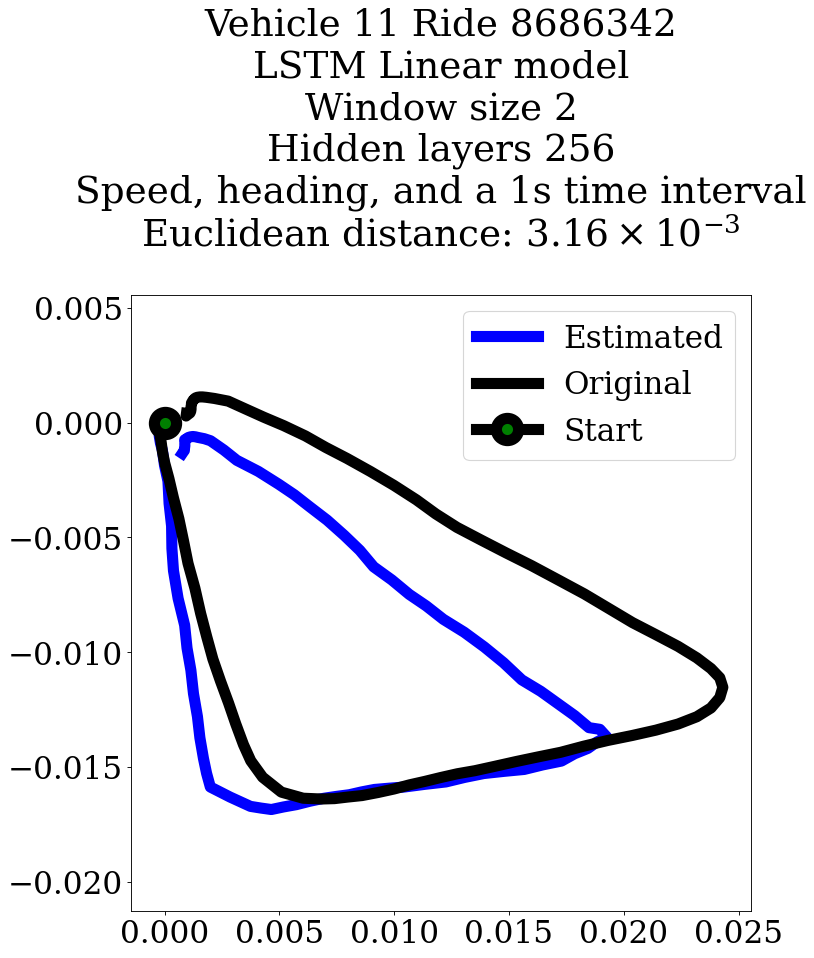 Vehicle 11 Ride 8686342
LSTM Linear model
Window size 2
Hidden layers 256
Speed, heading, and a 1s time interval
Euclidean distance: 3.16 × 10⁻³
0.005
Estimated
Original
Start
0.000
−0.005
−0.010
−0.015
−0.020
0.000 0.005 0.010 0.015 0.020 0.025